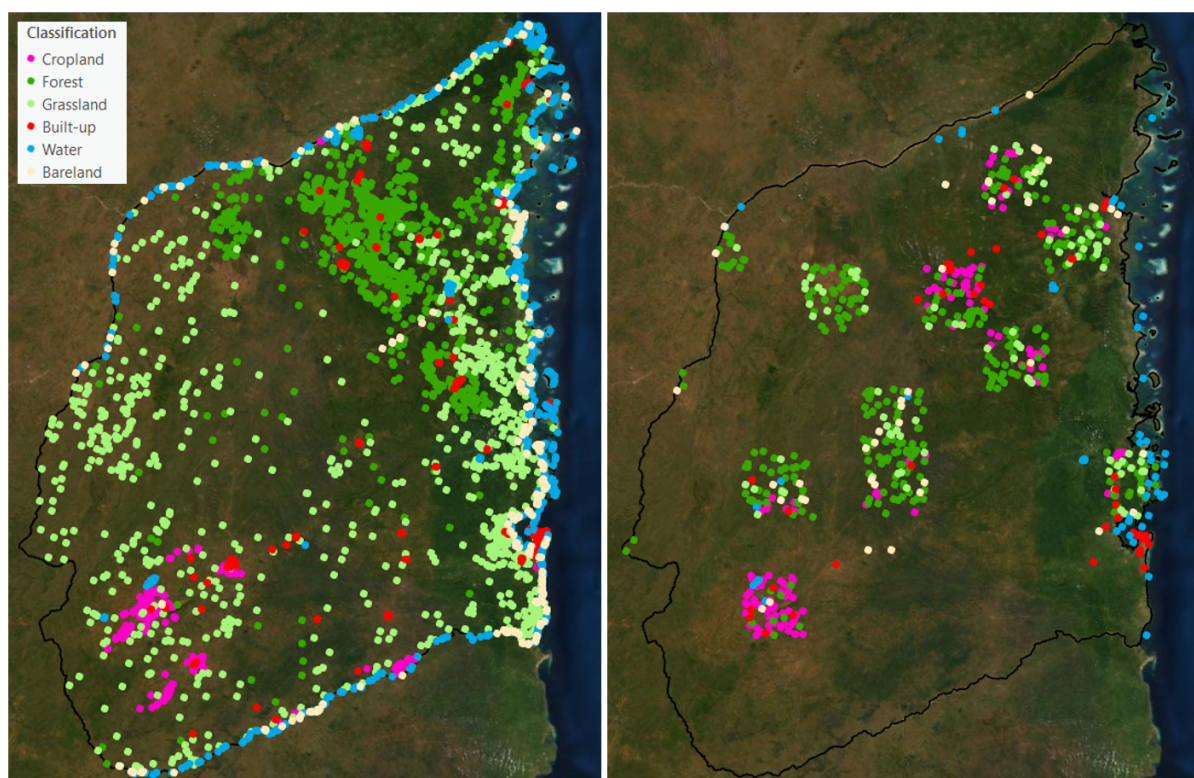 Classification
Cropland
Forest
Grassland
Built-up
Water
Bareland